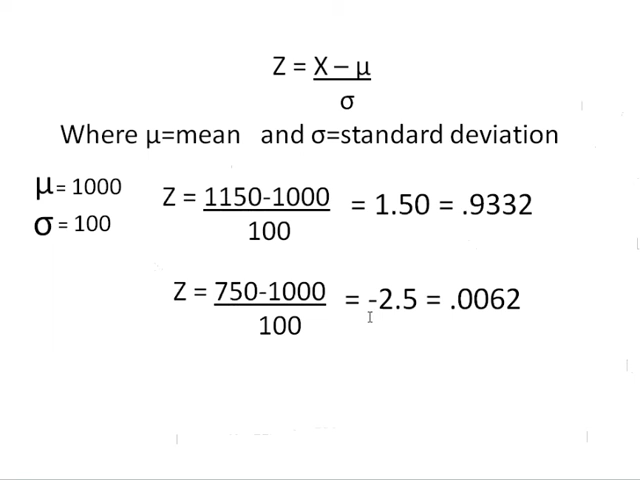 Z = X – μ
σ
Where μ=mean and σ=standard deviation
μ = 1000
σ = 100
Z = 1150-1000 = 1.50 = .9332
100
Z = 750-1000 = -2.5 = .0062
100